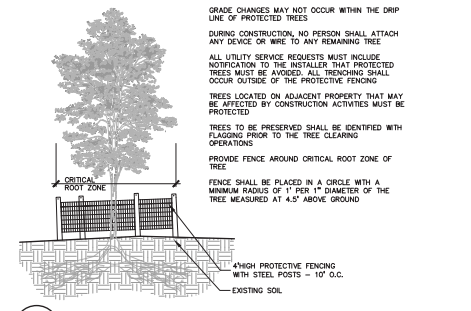 GRADE CHANGES MAY NOT OCCUR WITHIN THE DRIP
LINE OF PROTECTED TREES
DURING CONSTRUCTION, NO PERSON SHALL ATTACH
ANY DEVICE OR WIRE TO ANY REMAINING TREE
ALL UTILITY SERVICE REQUESTS MUST INCLUDE
NOTIFICATION TO THE INSTALLER THAT PROTECTED
TREES MUST BE AVOIDED. ALL TRENCHING SHALL
OCCUR OUTSIDE OF THE PROTECTIVE FENCING
TREES LOCATED ON ADJACENT PROPERTY THAT MAY
BE AFFECTED BY CONSTRUCTION ACTIVITIES MUST BE
PROTECTED
TREES TO BE PRESERVED SHALL BE IDENTIFIED WITH
FLAGGING PRIOR TO THE TREE CLEARING
OPERATIONS
PROVIDE FENCE AROUND CRITICAL ROOT ZONE OF
TREE
FENCE SHALL BE PLACED IN A CIRCLE WITH A
MINIMUM RADIUS OF 1' PER 1" DIAMETER OF THE
TREE MEASURED AT 4.5' ABOVE GROUND
CRITICAL
ROOT ZONE
4'HIGH PROTECTIVE FENCING
WITH STEEL POSTS - 10' O.C.
EXISTING SOIL